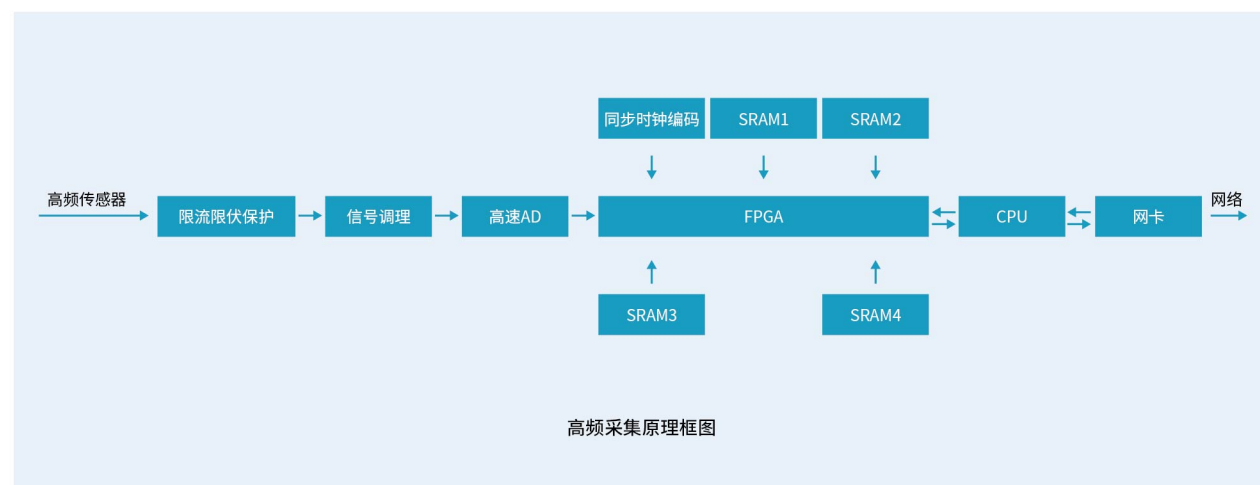 同步时钟编码
SRAM1
SRAM2
高频传感器
限流限伏保护
信号调理
高速AD
FPGA
CPU
网卡
网络
SRAM3
SRAM4
高频采集原理框图